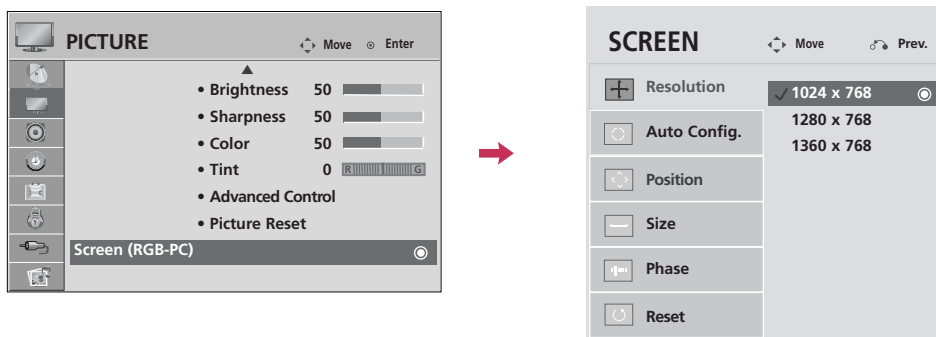 PICTURE
Move
Enter
• Brightness 50
• Sharpness 50
• Color 50
• Tint 0 R G
• Advanced Control
• Picture Reset
Screen (RGB-PC)
SCREEN
Move
Prev.
Resolution
Auto Config.
Position
Size
Phase
Reset
1024 x 768
1280 x 768
1360 x 768